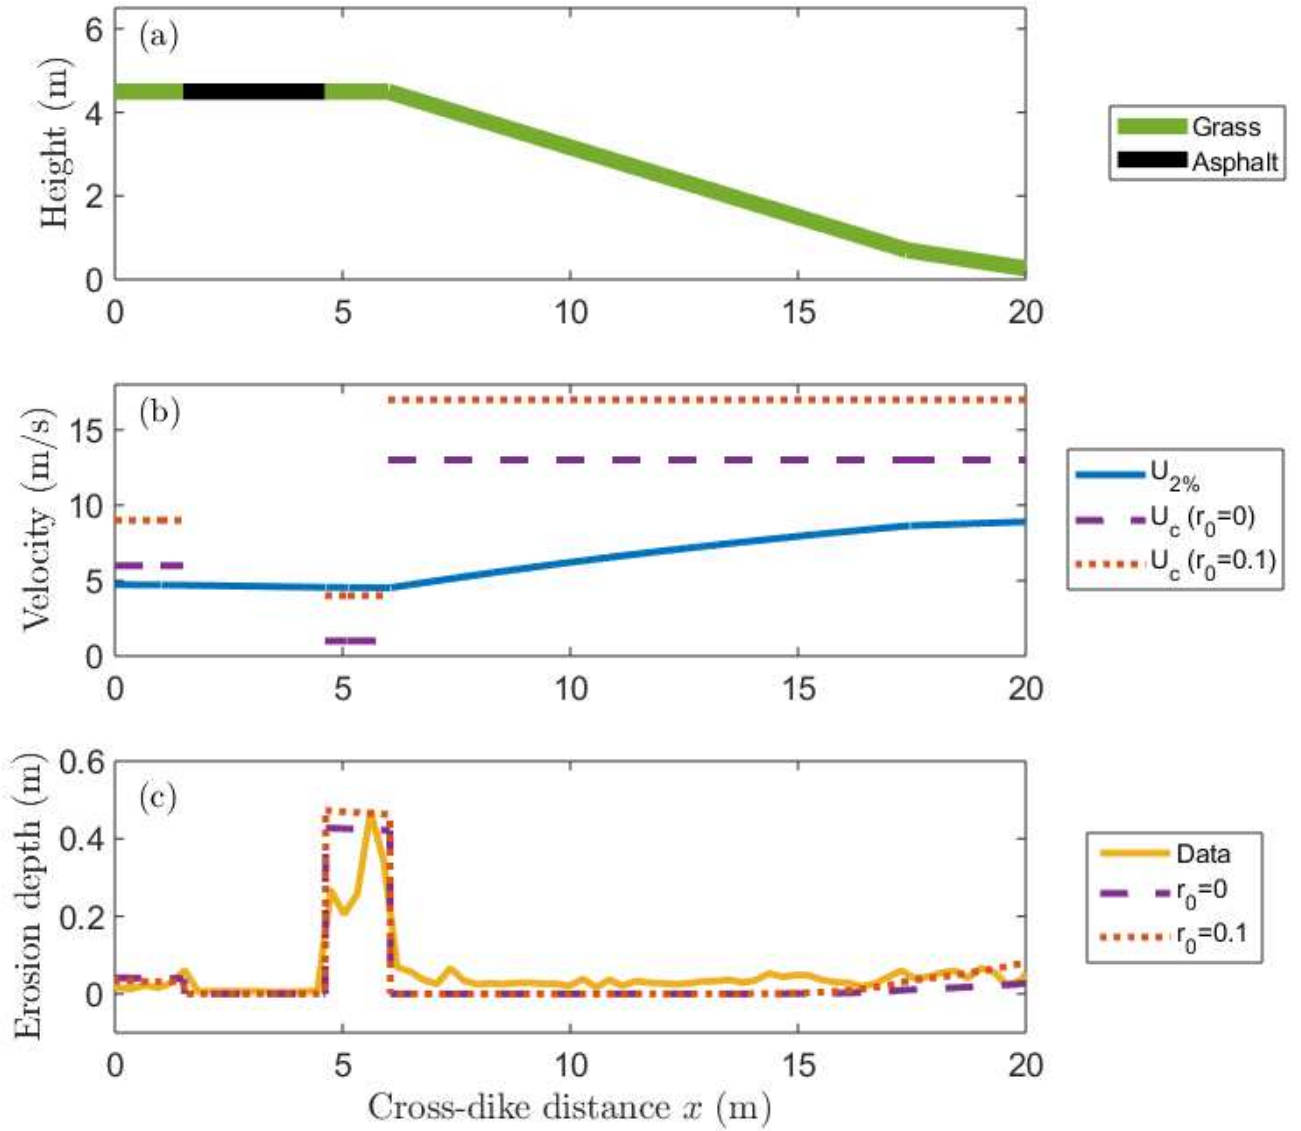 (a)
Height (m)
6
4
2
0
0 5 10 15 20
Grass
Asphalt
(b)
Velocity (m/s)
15
10
5
0
0 5 10 15 20
U2%
Uc (r0=0)
Uc (r0=0.1)
(c)
Erosion depth (m)
0.6
0.4
0.2
0
0 5 10 15 20
Cross-dike distance x (m)
Data
r0=0
r0=0.1